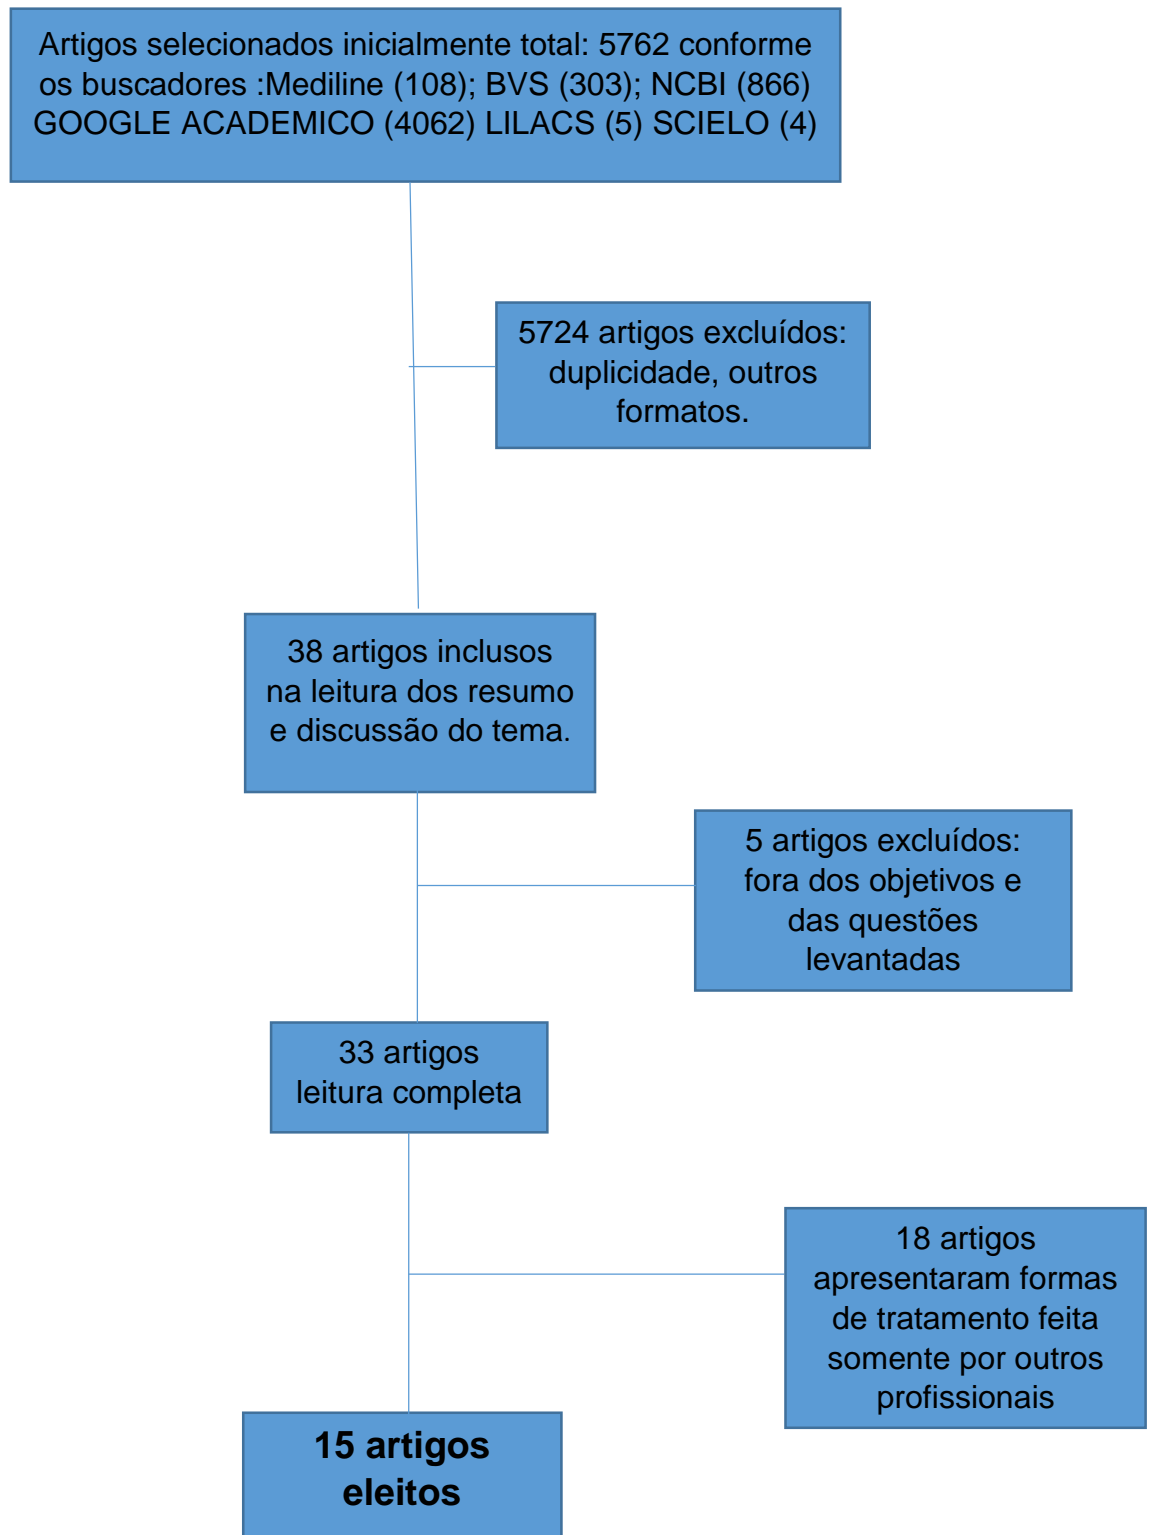 Artigos selecionados inicialmente total: 5762 conforme
os buscadores :Mediline (108); BVS (303); NCBI (866)
GOOGLE ACADEMICO (4062) LILACS (5) SCIELO (4)
5724 artigos excluídos:
duplicidade, outros
formatos.
38 artigos inclusos
na leitura dos resumo
e discussão do tema.
5 artigos excluídos:
fora dos objetivos e
das questões
levantadas
33 artigos
leitura completa
18 artigos
apresentaram formas
de tratamento feita
somente por outros
profissionais
15 artigos
eleitos